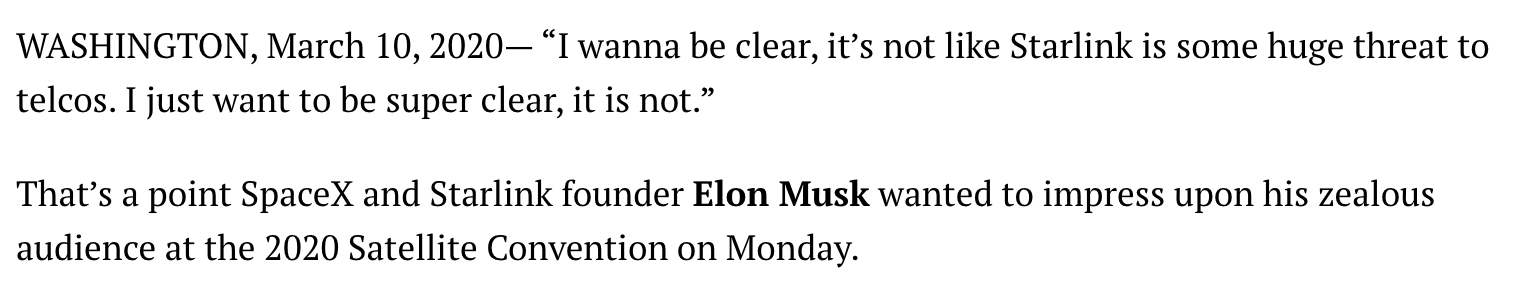 WASHINGTON, March 10, 2020— “I wanna be clear, it’s not like Starlink is some huge threat to
telcos. I just want to be super clear, it is not.”
That’s a point SpaceX and Starlink founder Elon Musk wanted to impress upon his zealous
audience at the 2020 Satellite Convention on Monday.